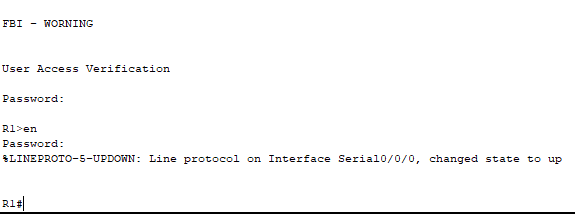 FBI - WORNING
User Access Verification
Password:
R1>en
Password:
%LINEPROTO-5-UPDOWN: Line protocol on Interface Serial0/0/0, changed state to up
R1#